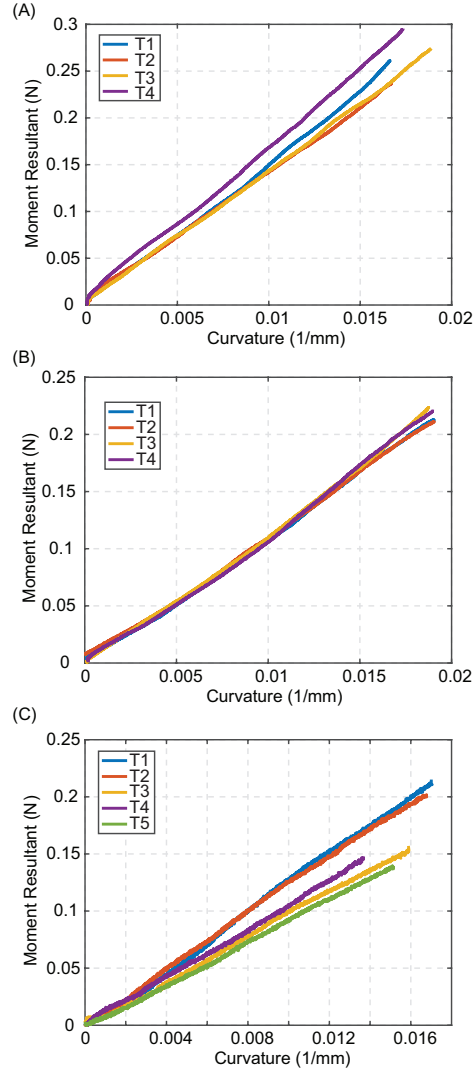 (A)
0.3
0.25
0.2
0.15
0.1
0.05
0
Moment Resultant (N)
T1
T2
T3
T4
0 0.005 0.01 0.015 0.02
Curvature (1/mm)
(B)
0.25
0.2
0.15
0.1
0.05
0
Moment Resultant (N)
T1
T2
T3
T4
0 0.005 0.01 0.015 0.02
Curvature (1/mm)
(C)
0.25
0.2
0.15
0.1
0.05
0
Moment Resultant (N)
T1
T2
T3
T4
T5
0 0.004 0.008 0.012 0.016
Curvature (1/mm)